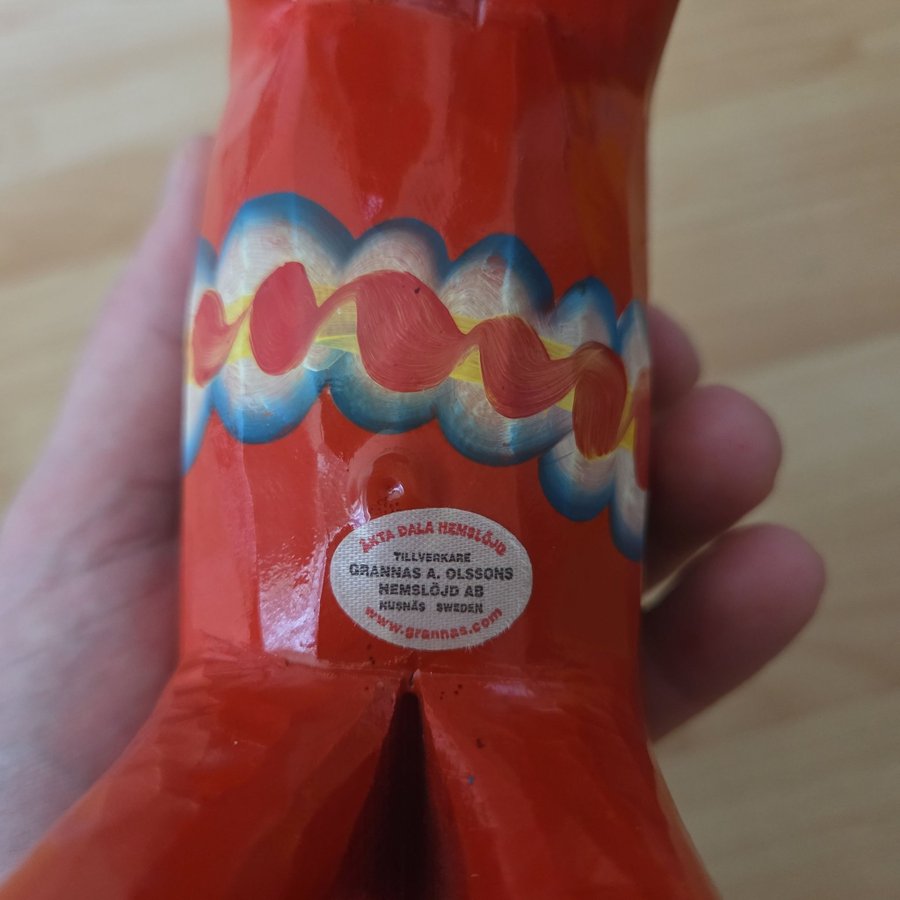 ÄKTA DALA HEMSLÖJD
TILLVERKARE
GRANNAS A. OLSSONS
HEMSLÖJD AB
NUSNÄS SWEDEN
www.grannas.com